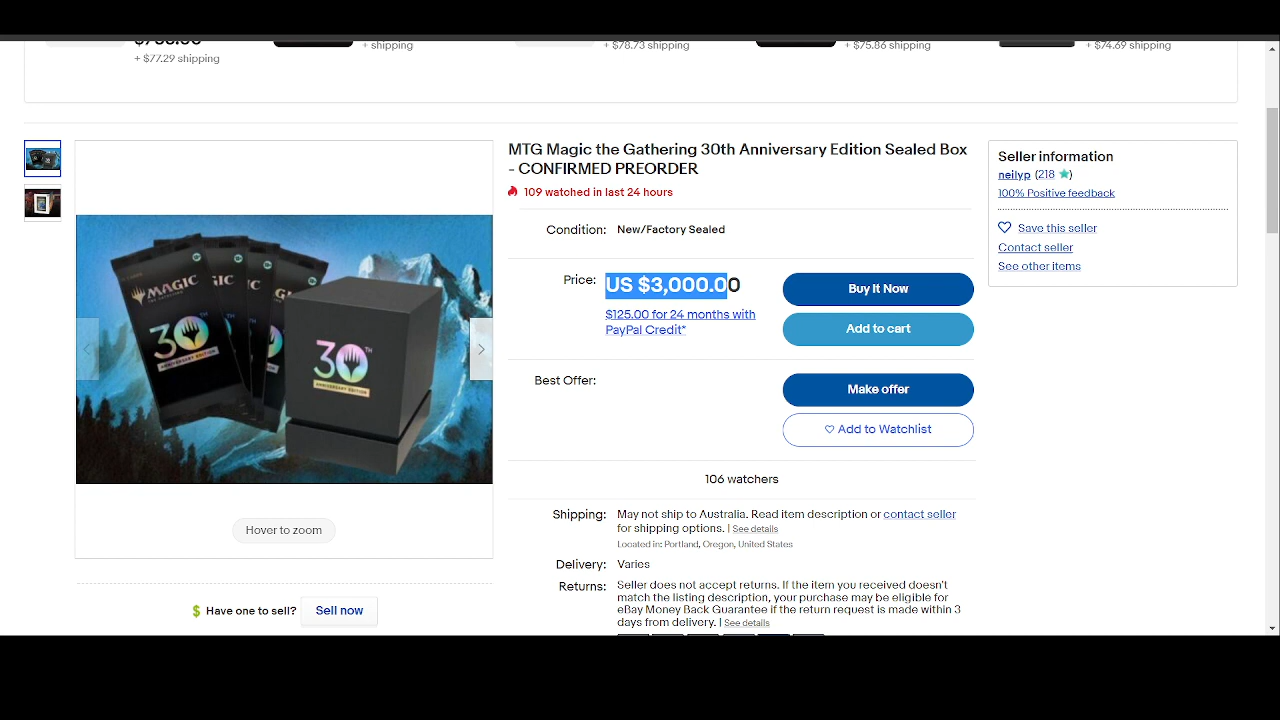 + $77.29 shipping
+ shipping
+ $78.73 shipping
+ $75.86 shipping
+ $74.69 shipping
MTG Magic the Gathering 30th Anniversary Edition Sealed Box
- CONFIRMED PREORDER
109 watched in last 24 hours
Condition: New/Factory Sealed
Price: US $3,000.00
$125.00 for 24 months with
PayPal Credit*
Buy It Now
Add to cart
Best Offer:
Make offer
Add to Watchlist
106 watchers
Shipping: May not ship to Australia. Read item description or contact seller
for shipping options. | See details
Located in: Portland, Oregon, United States
Delivery: Varies
Returns: Seller does not accept returns. If the item you received doesn't
match the listing description, your purchase may be eligible for
eBay Money Back Guarantee if the return request is made within 3
days from delivery. | See details
Seller information
neilyp (218)
100% Positive feedback
Save this seller
Contact seller
See other items
MAGIC
THE GATHERING
30TH
ANNIVERSARY EDITION
GIC
IC
30TH
ANNIVERSARY EDITION
Hover to zoom
Have one to sell? Sell now